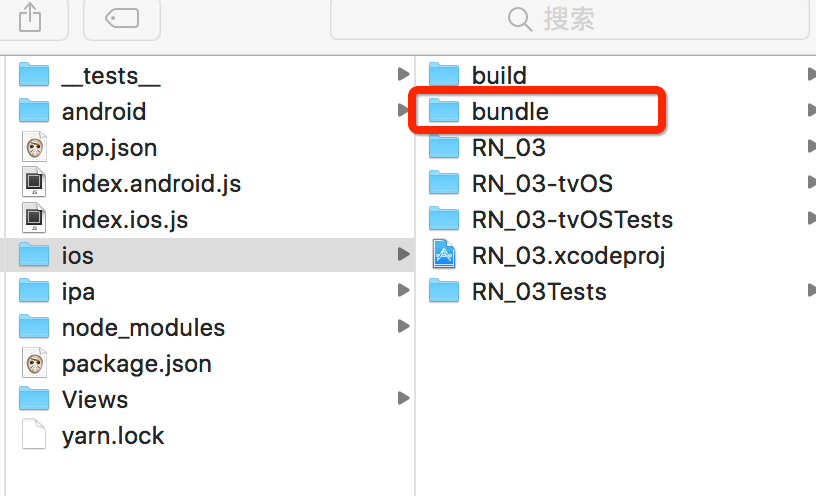 搜索
__tests__
android
app.json
index.android.js
index.ios.js
ios
ipa
node_modules
package.json
Views
yarn.lock
build
bundle
RN_03
RN_03-tvOS
RN_03-tvOSTests
RN_03.xcodeproj
RN_03Tests